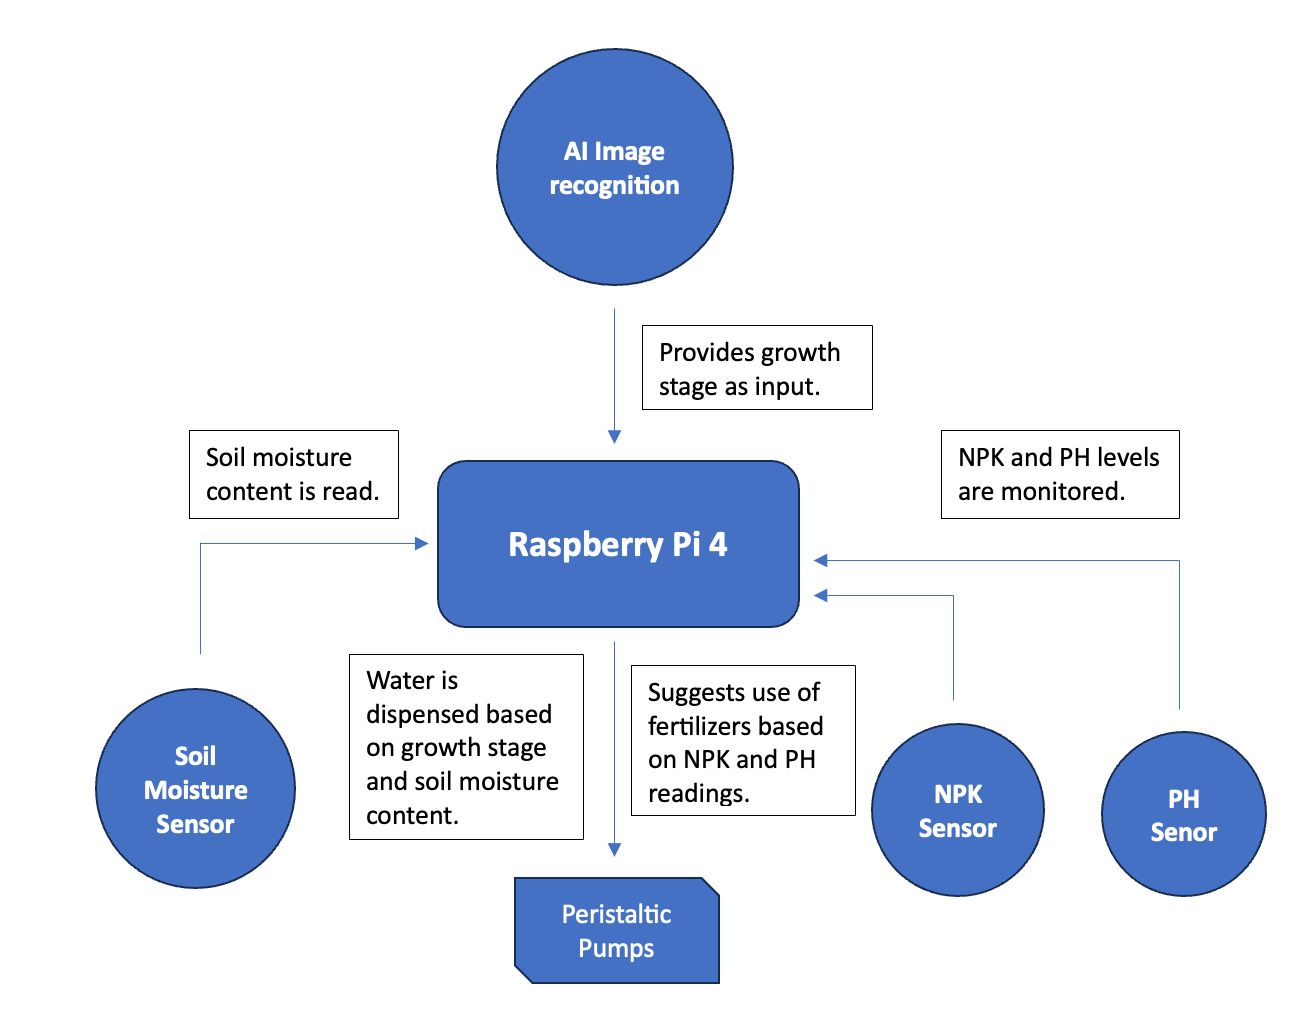 AI Image
recognition
Provides growth
stage as input.
Soil moisture
content is read.
NPK and PH levels
are monitored.
Raspberry Pi 4
Water is
dispensed based
on growth stage
and soil moisture
content.
Suggests use of
fertilizers based
on NPK and PH
readings.
Soil
Moisture
Sensor
NPK
Sensor
PH
Senor
Peristaltic
Pumps